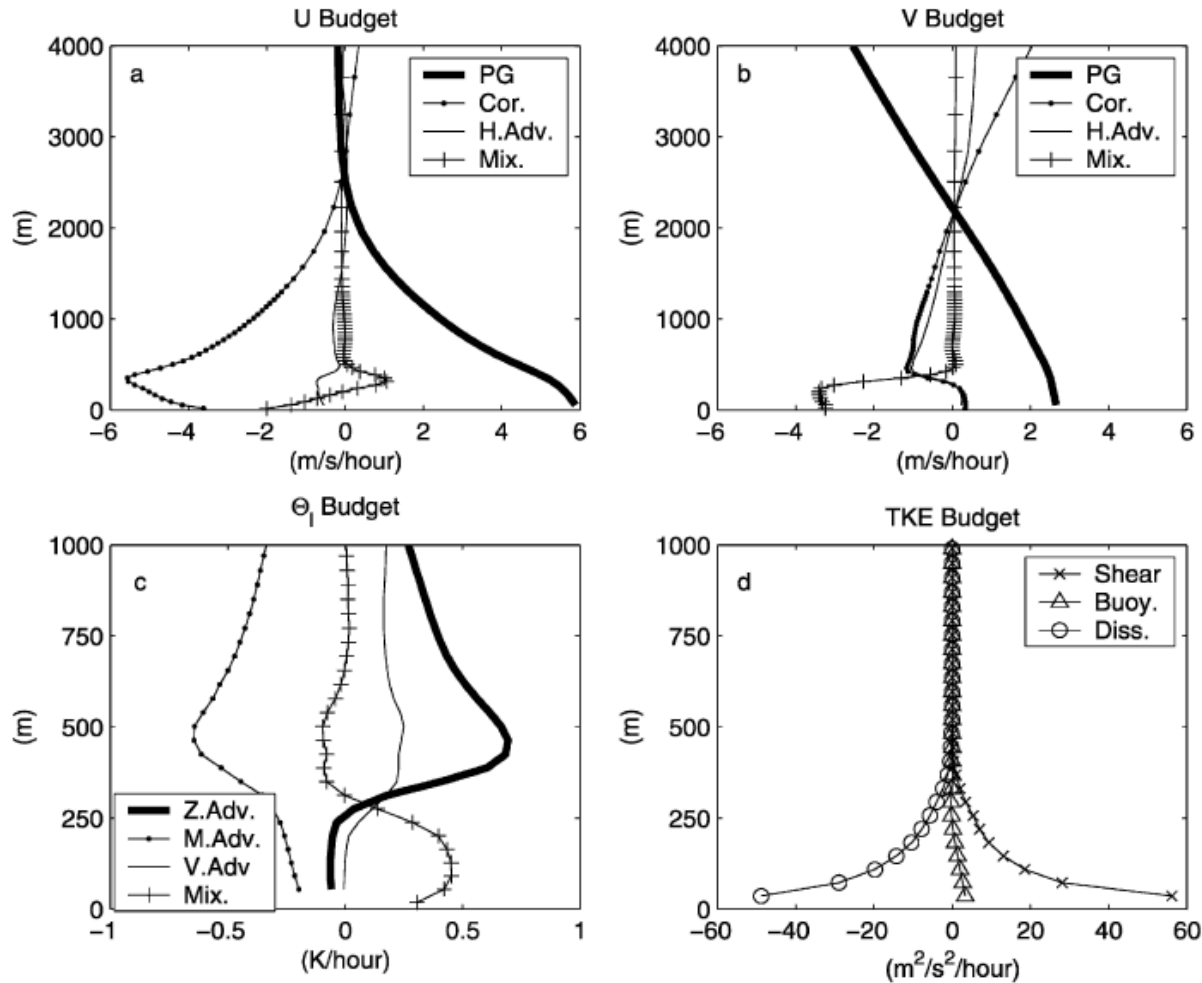 U Budget
a
PG
Cor.
H.Adv.
Mix.
4000
3000
2000
1000
0
(m)
−6 −4 −2 0 2 4 6
(m/s/hour)
V Budget
b
PG
Cor.
H.Adv.
Mix.
4000
3000
2000
1000
0
(m)
−6 −4 −2 0 2 4 6
(m/s/hour)
Θl Budget
c
Z.Adv.
M.Adv.
V.Adv
Mix.
1000
750
500
250
0
(m)
−1 −0.5 0 0.5 1
(K/hour)
TKE Budget
d
Shear
Buoy.
Diss.
1000
750
500
250
0
(m)
−60 −40 −20 0 20 40 60
(m²/s²/hour)